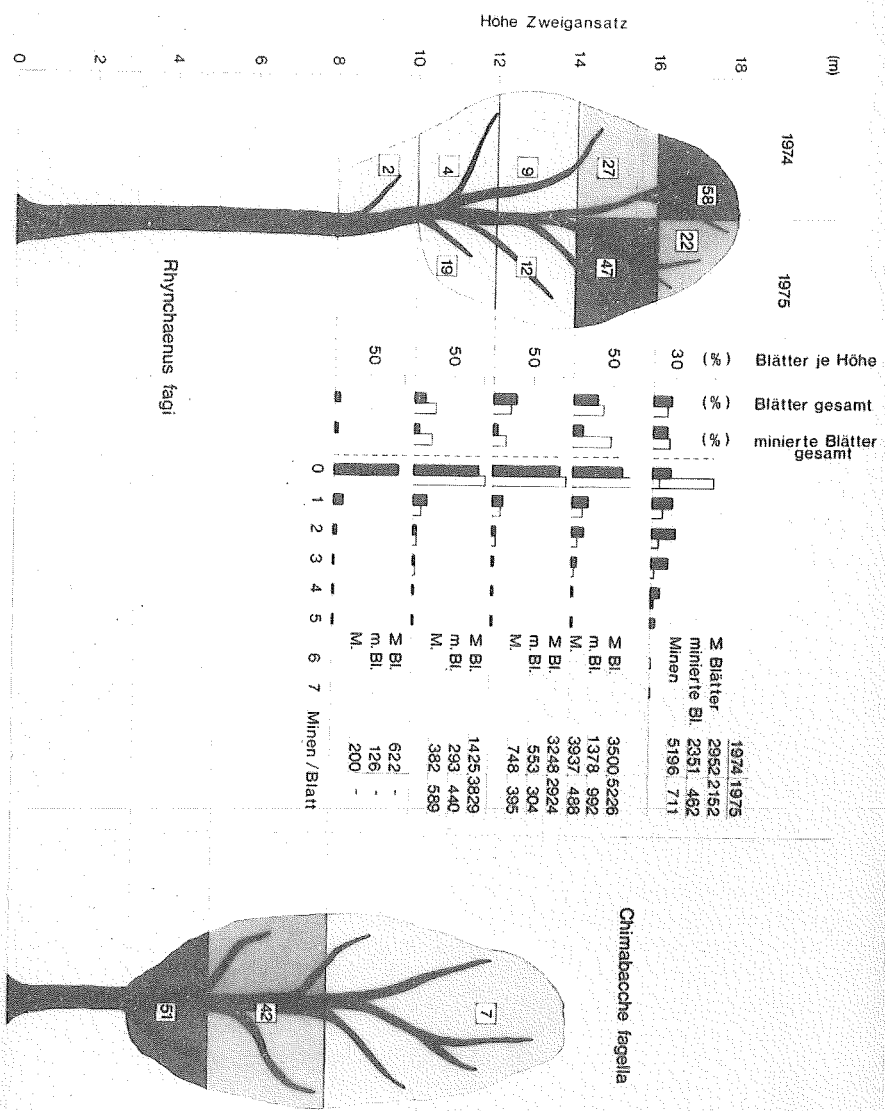 Höhe Zweigansatz
(m)
18
16
14
12
10
8
6
4
2
0
1974
1975
58
27
9
4
2
22
47
12
19
Rhynchaenus fagi
Blätter je Höhe (%)
30
50
50
50
50
Blätter gesamt (%)
minierte Blätter gesamt (%)
0 1 2 3 4 5 6 7 Minen / Blatt
1974 1975
Σ Blätter 2952 2152
minierte Bl. 2351 462
Minen 5196 711
Σ Bl. 3500 5226
m. Bl. 1378 992
M. 3937 488
Σ Bl. 3248 2924
m. Bl. 553 304
M. 748 395
Σ Bl. 1425 3829
m. Bl. 293 440
M. 382 589
Σ Bl. 622 -
m. Bl. 126 -
M. 200 -
Chimabacche fagella
7
42
51